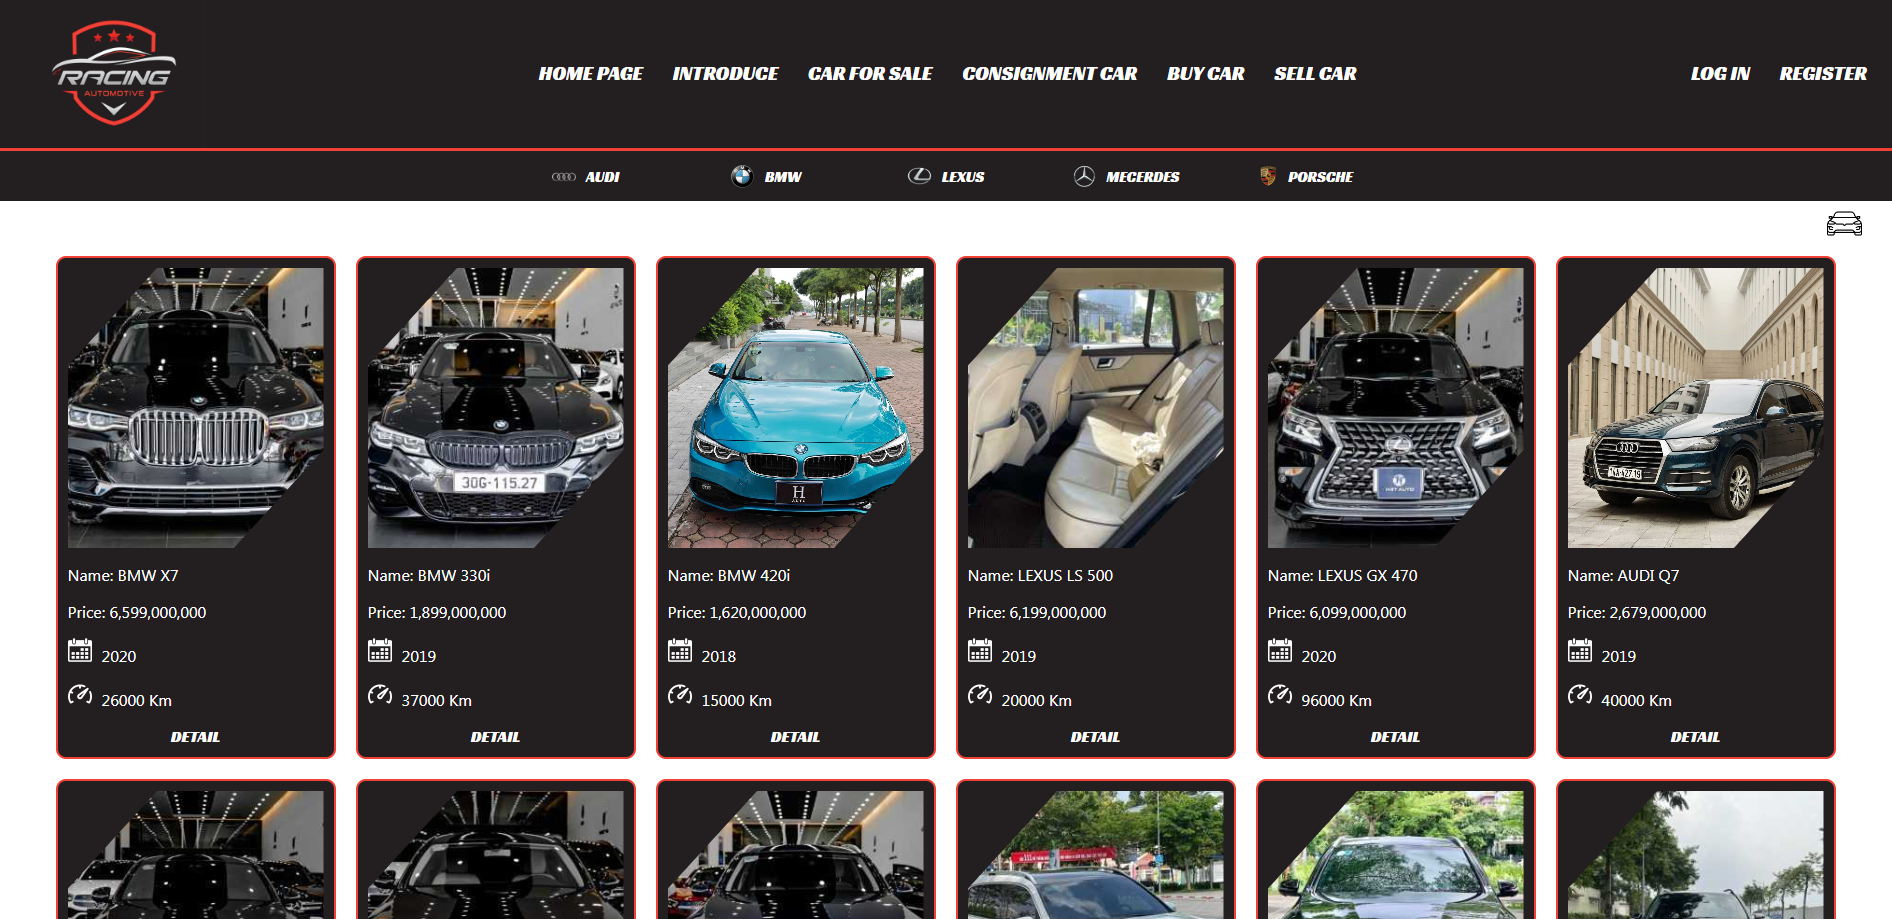 RACING
AUTOMOTIVE
HOME PAGE INTRODUCE CAR FOR SALE CONSIGNMENT CAR BUY CAR SELL CAR
LOG IN REGISTER
AUDI BMW LEXUS MECERDES PORSCHE
30G-115.27
H
H
HRT AUTO
Name: BMW X7
Price: 6,599,000,000
2020
26000 Km
DETAIL
Name: BMW 330i
Price: 1,899,000,000
2019
37000 Km
DETAIL
Name: BMW 420i
Price: 1,620,000,000
2018
15000 Km
DETAIL
Name: LEXUS LS 500
Price: 6,199,000,000
2019
20000 Km
DETAIL
Name: LEXUS GX 470
Price: 6,099,000,000
2020
96000 Km
DETAIL
Name: AUDI Q7
Price: 2,679,000,000
2019
40000 Km
DETAIL